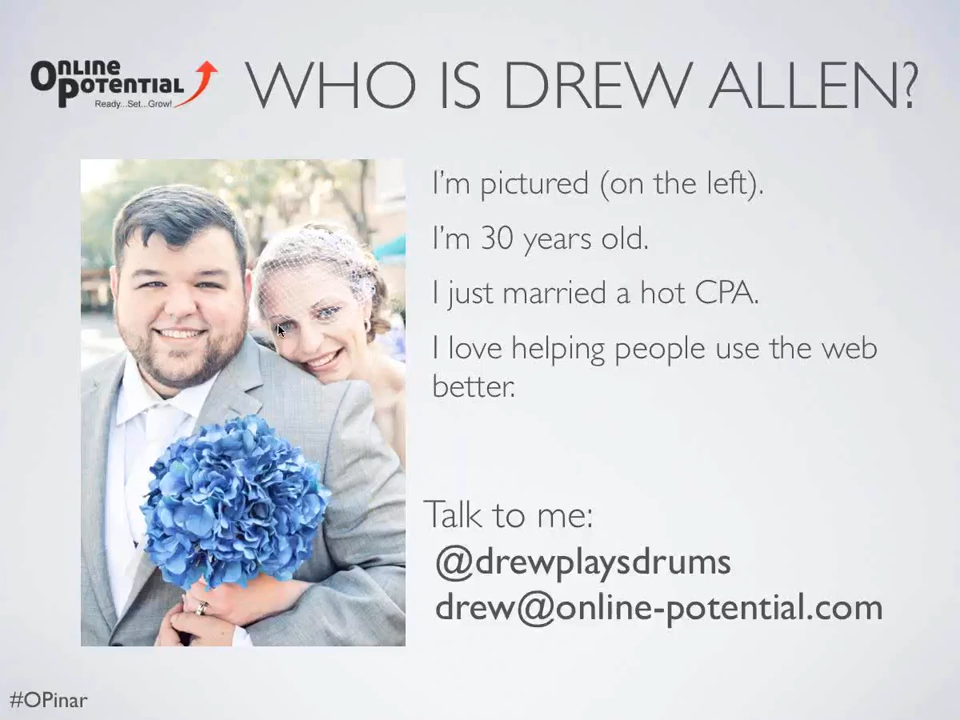 ONLINE
POTENTIAL
Ready...Set...Grow!
WHO IS DREW ALLEN?
I'm pictured (on the left).
I'm 30 years old.
I just married a hot CPA.
I love helping people use the web
better.
Talk to me:
@drewplaysdrums
drew@online-potential.com
#OPinar